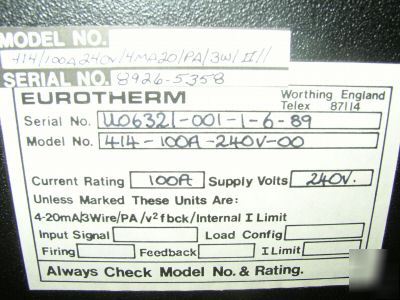 MODEL NO.
414/100A/240V/4MA20/PA/3W/II//
SERIAL NO. 8926-5358
EUROTHERM Worthing England
Telex 87114
Serial No. U06321-001-1-6-89
Model No. 414-100A-240V-00
Current Rating 100A Supply Volts 240V.
Unless Marked These Units Are:
4-20mA/3Wire/PA/v²fbck/Internal I Limit
Input Signal Load Config.
Firing Feedback I Limit
Always Check Model No. & Rating.